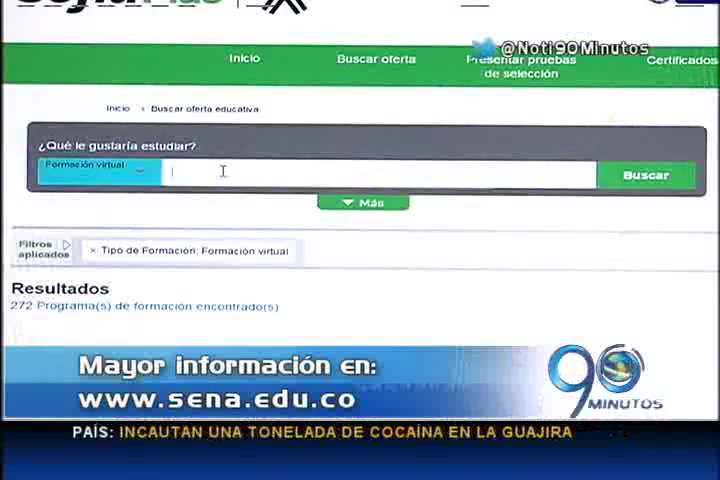 @Noti90Minutos
Inicio
Buscar oferta
Presentar pruebas
de selección
Certificados
Inicio × Buscar oferta educativa
¿Qué le gustaría estudiar?
Formación virtual
Buscar
Más
Filtros
aplicados
× Tipo de Formación: Formación virtual
Resultados
272 Programa(s) de formación encontrado(s)
Mayor información en:
www.sena.edu.co
90
MINUTOS
PAÍS: INCAUTAN UNA TONELADA DE COCAÍNA EN LA GUAJIRA